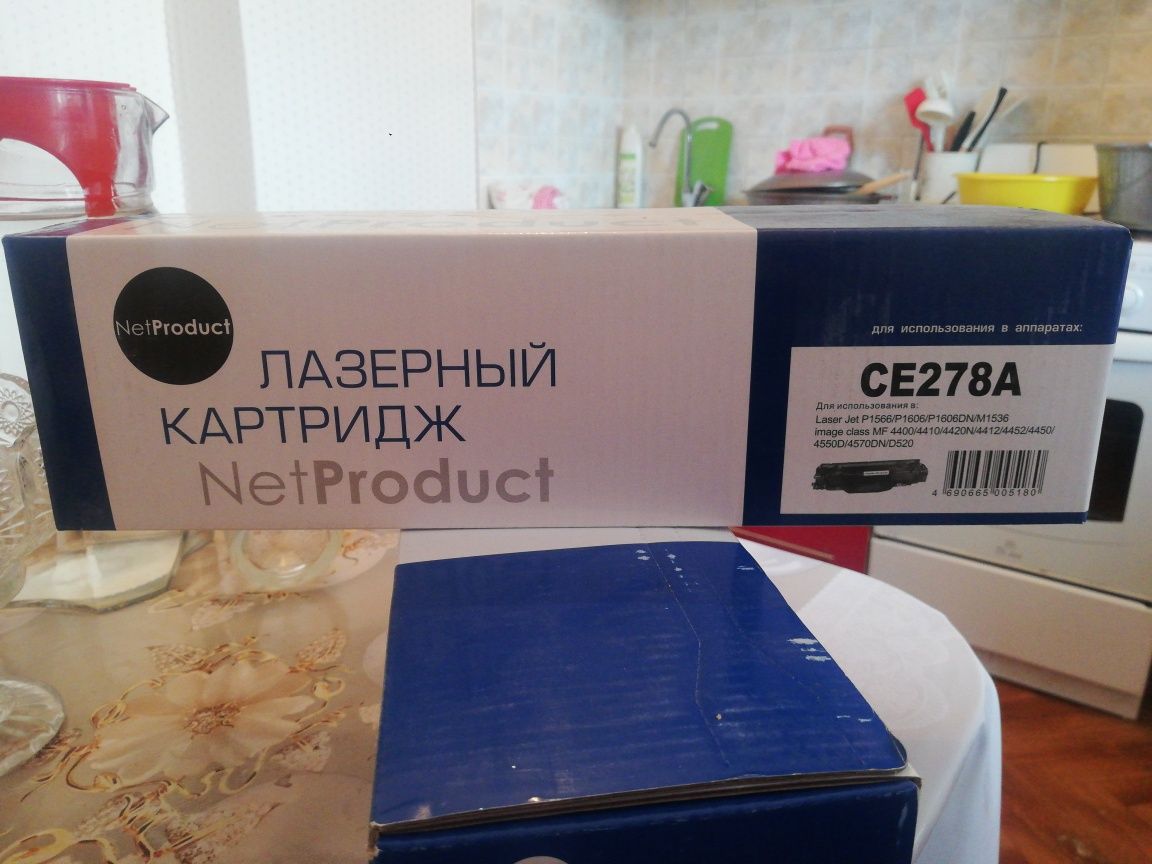 NetProduct
ЛАЗЕРНЫЙ
КАРТРИДЖ
NetProduct
для использования в аппаратах:
CE278A
Для использования в:
Laser Jet P1566/P1606/P1606DN/M1536
image class MF 4400/4410/4420N/4412/4452/4450/
4550D/4570DN/D520
4 690665 005180